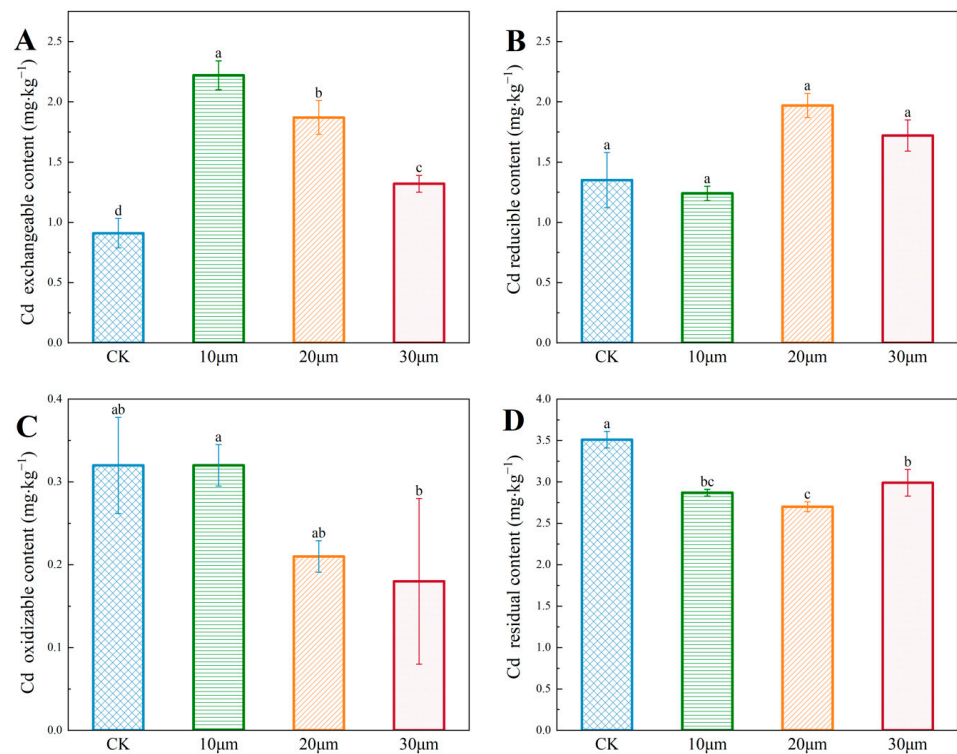 A
Cd exchangeable content (mg·kg⁻¹)
2.5
2.0
1.5
1.0
0.5
0.0
d
a
b
c
CK
10μm
20μm
30μm
B
Cd reducible content (mg·kg⁻¹)
2.5
2.0
1.5
1.0
0.5
0.0
a
a
a
a
CK
10μm
20μm
30μm
C
Cd oxidizable content (mg·kg⁻¹)
0.4
0.3
0.2
0.1
0.0
ab
a
ab
b
CK
10μm
20μm
30μm
D
Cd residual content (mg·kg⁻¹)
4.0
3.5
3.0
2.5
2.0
1.5
1.0
0.5
0.0
a
bc
c
b
CK
10μm
20μm
30μm